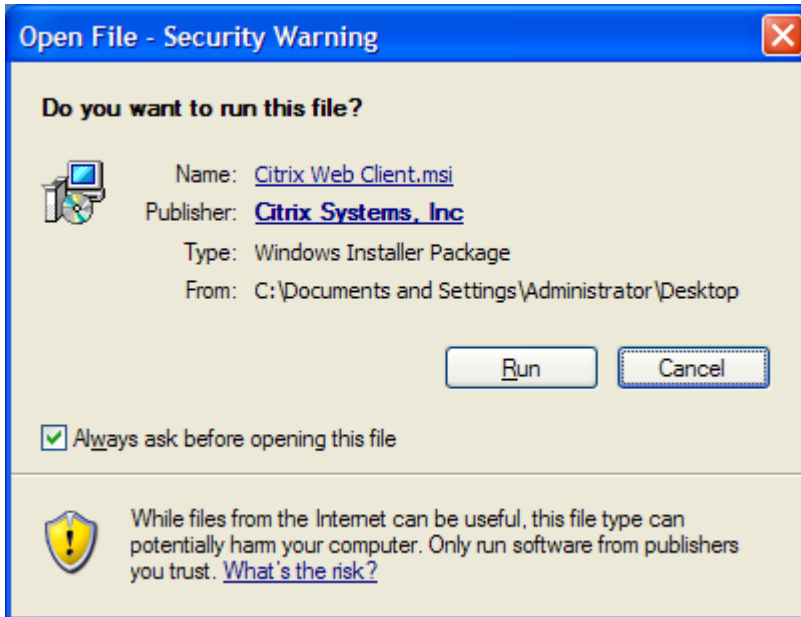 Open File - Security Warning
Do you want to run this file?
Name: Citrix Web Client.msi
Publisher: Citrix Systems, Inc
Type: Windows Installer Package
From: C:\Documents and Settings\Administrator\Desktop
Run Cancel
Always ask before opening this file
While files from the Internet can be useful, this file type can
potentially harm your computer. Only run software from publishers
you trust. What's the risk?